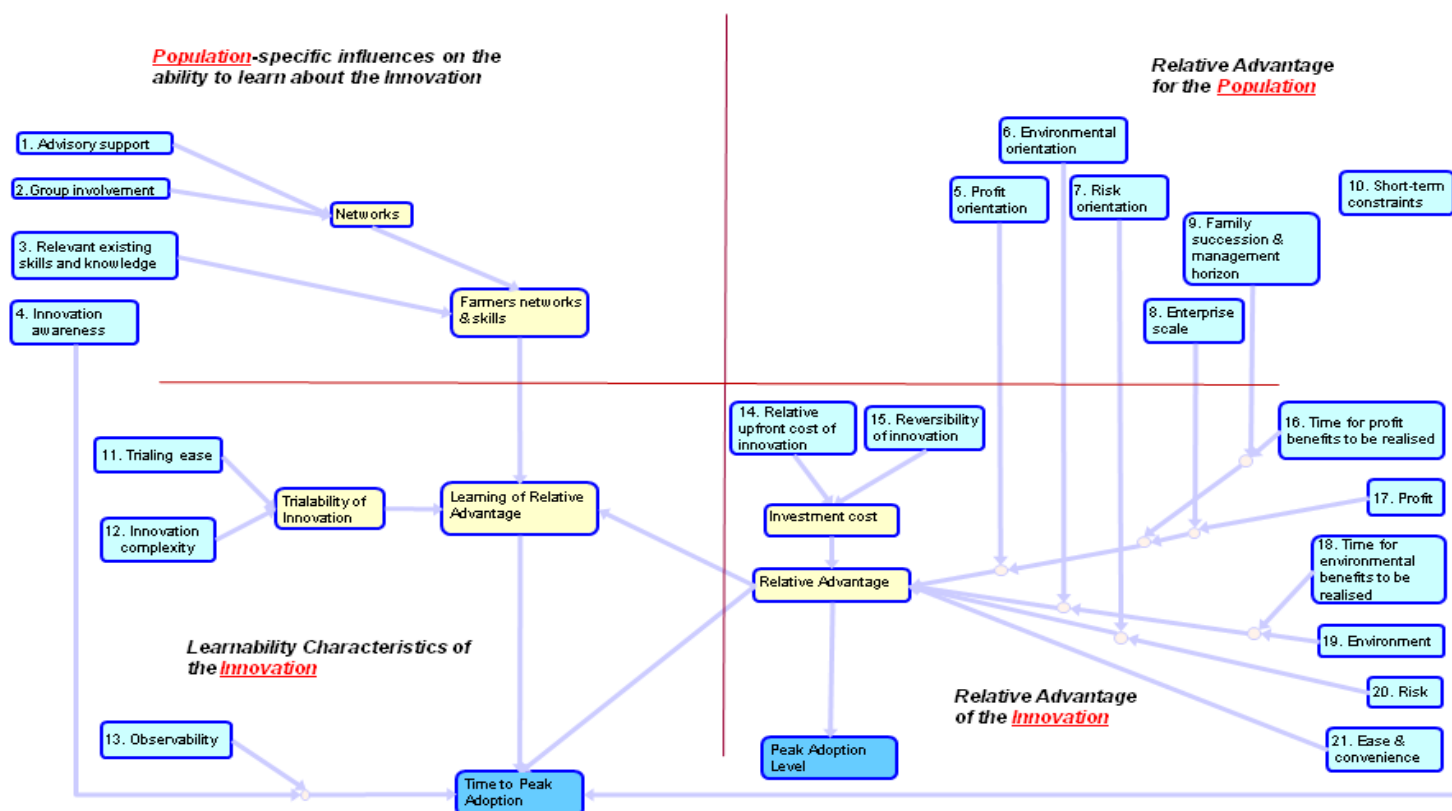 Population-specific influences on the
ability to learn about the Innovation
Relative Advantage
for the Population
1. Advisory support
2. Group involvement
Networks
3. Relevant existing
skills and knowledge
4. Innovation
awareness
Farmers networks
& skills
6. Environmental
orientation
5. Profit
orientation
7. Risk
orientation
10. Short-term
constraints
9. Family
succession &
management
horizon
8. Enterprise
scale
11. Trialing ease
12. Innovation
complexity
Trialability of
Innovation
Learning of Relative
Advantage
14. Relative
upfront cost of
innovation
15. Reversibility
of innovation
Investment cost
Relative Advantage
16. Time for profit
benefits to be realised
17. Profit
18. Time for
environmental
benefits to be
realised
19. Environment
20. Risk
21. Ease &
convenience
Learnability Characteristics of
the Innovation
Relative Advantage
of the Innovation
13. Observability
Time to Peak
Adoption
Peak Adoption
Level